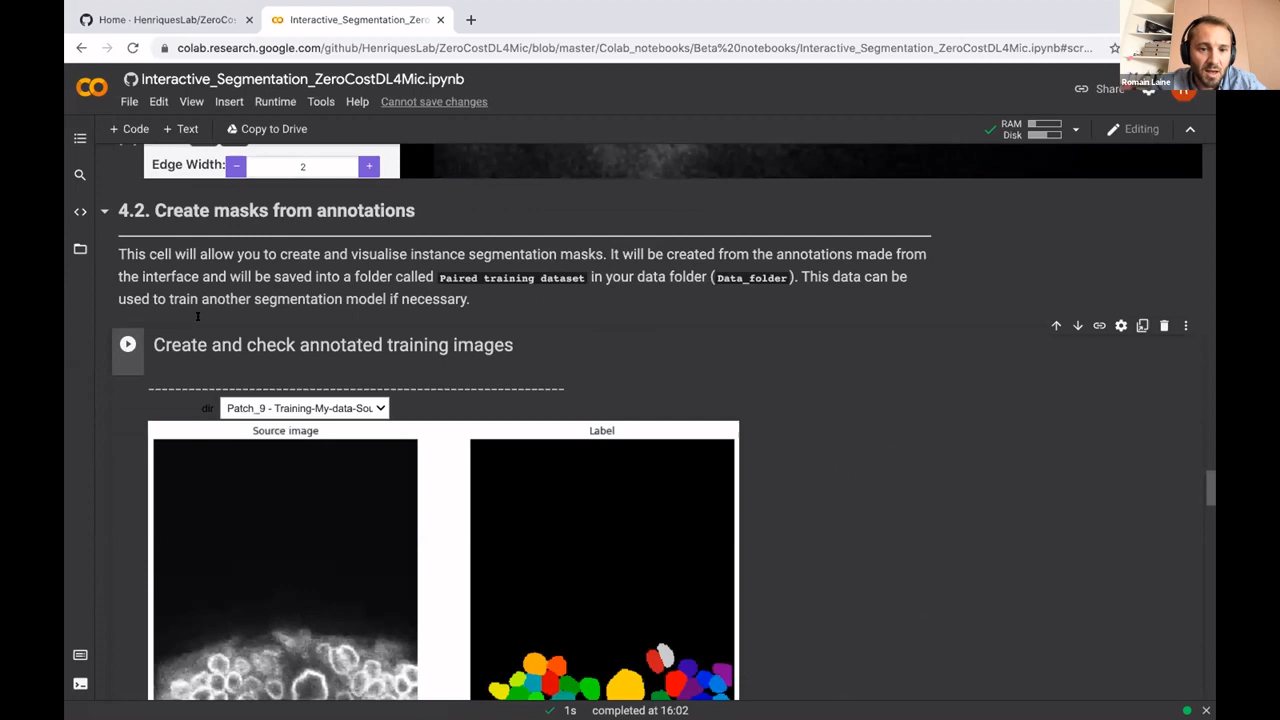 Home · HenriquesLab/ZeroCos
Interactive_Segmentation_Zero
colab.research.google.com/github/HenriquesLab/ZeroCostDL4Mic/blob/master/Colab_notebooks/Beta%20notebooks/Interactive_Segmentation_ZeroCostDL4Mic.ipynb#scr...
Romain Laine
Interactive_Segmentation_ZeroCostDL4Mic.ipynb
File Edit View Insert Runtime Tools Help Cannot save changes
Share
+ Code + Text Copy to Drive
RAM
Disk
Editing
Edge Width: - 2 +
4.2. Create masks from annotations
This cell will allow you to create and visualise instance segmentation masks. It will be created from the annotations made from
the interface and will be saved into a folder called Paired training dataset in your data folder (Data_folder). This data can be
used to train another segmentation model if necessary.
Create and check annotated training images
--------------------------------------------------------------
dir Patch_9 - Training-My-data-Sou
Source image
Label
1s completed at 16:02